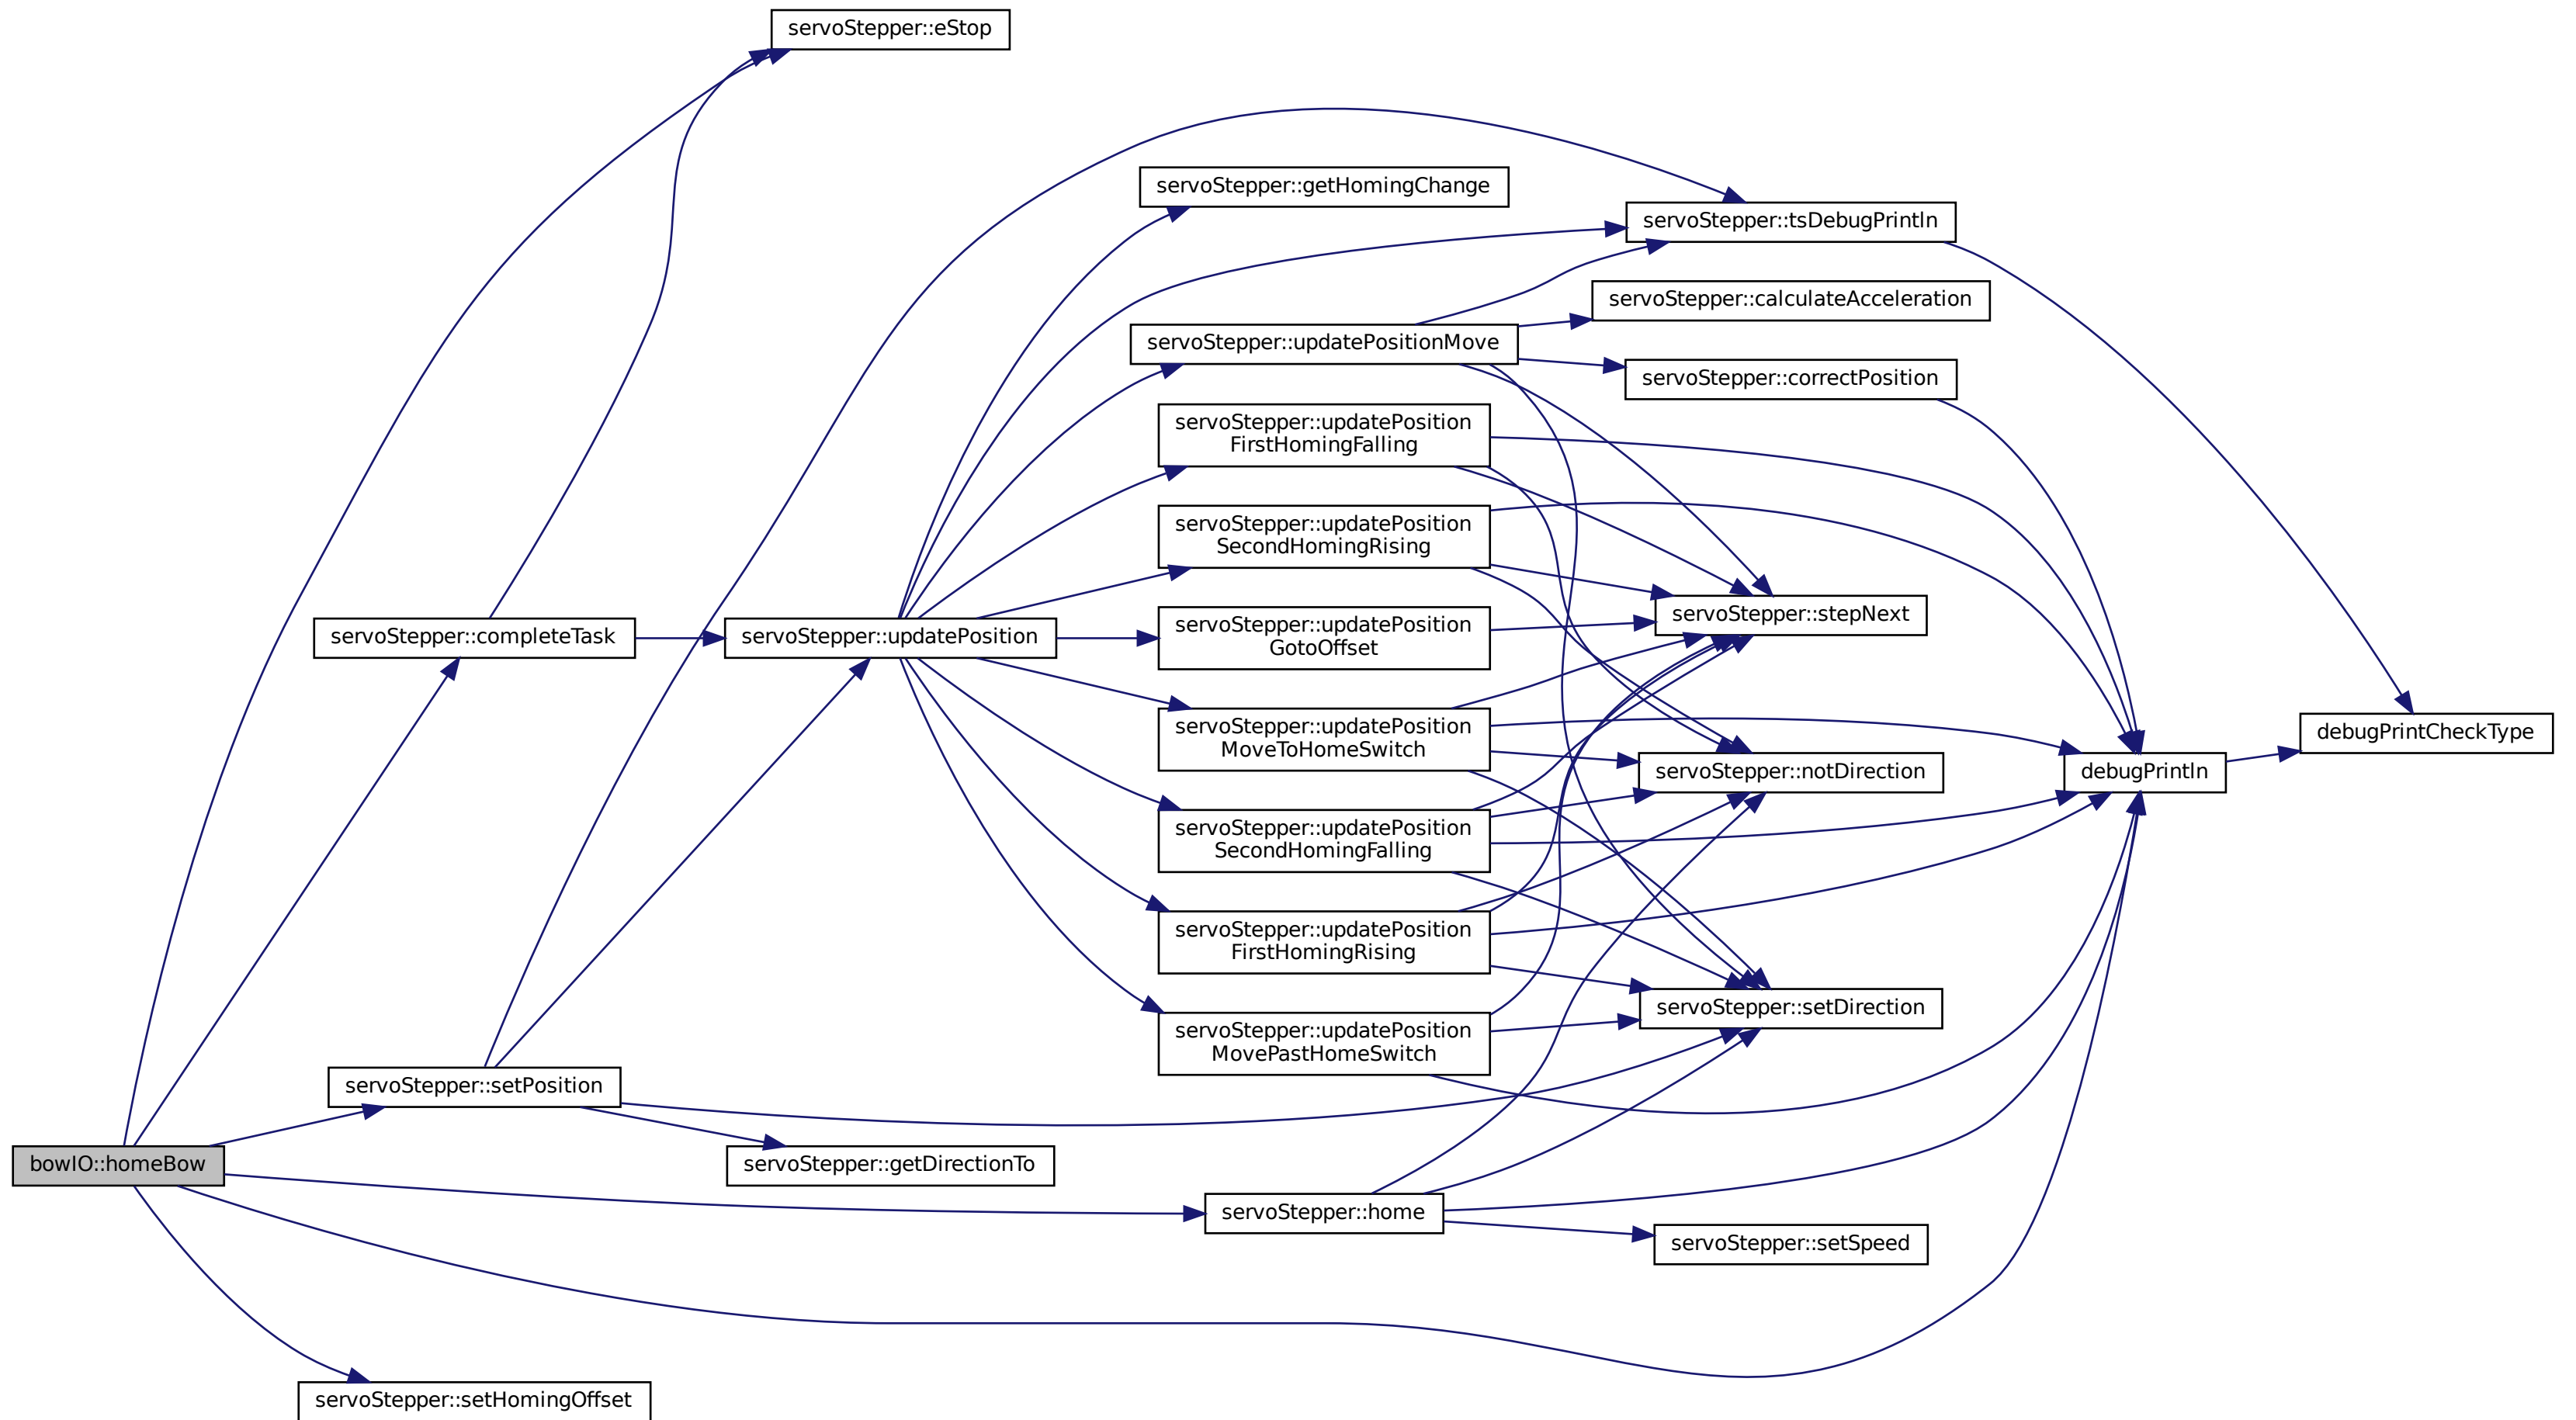 servoStepper::eStop
servoStepper::getHomingChange
servoStepper::tsDebugPrintln
servoStepper::calculateAcceleration
servoStepper::updatePositionMove
servoStepper::correctPosition
servoStepper::updatePosition
FirstHomingFalling
servoStepper::updatePosition
SecondHomingRising
servoStepper::stepNext
servoStepper::completeTask
servoStepper::updatePosition
servoStepper::updatePosition
GotoOffset
servoStepper::updatePosition
MoveToHomeSwitch
debugPrintCheckType
servoStepper::notDirection
debugPrintln
servoStepper::updatePosition
SecondHomingFalling
servoStepper::updatePosition
FirstHomingRising
servoStepper::setDirection
servoStepper::updatePosition
MovePastHomeSwitch
servoStepper::setPosition
bowIO::homeBow
servoStepper::getDirectionTo
servoStepper::home
servoStepper::setSpeed
servoStepper::setHomingOffset